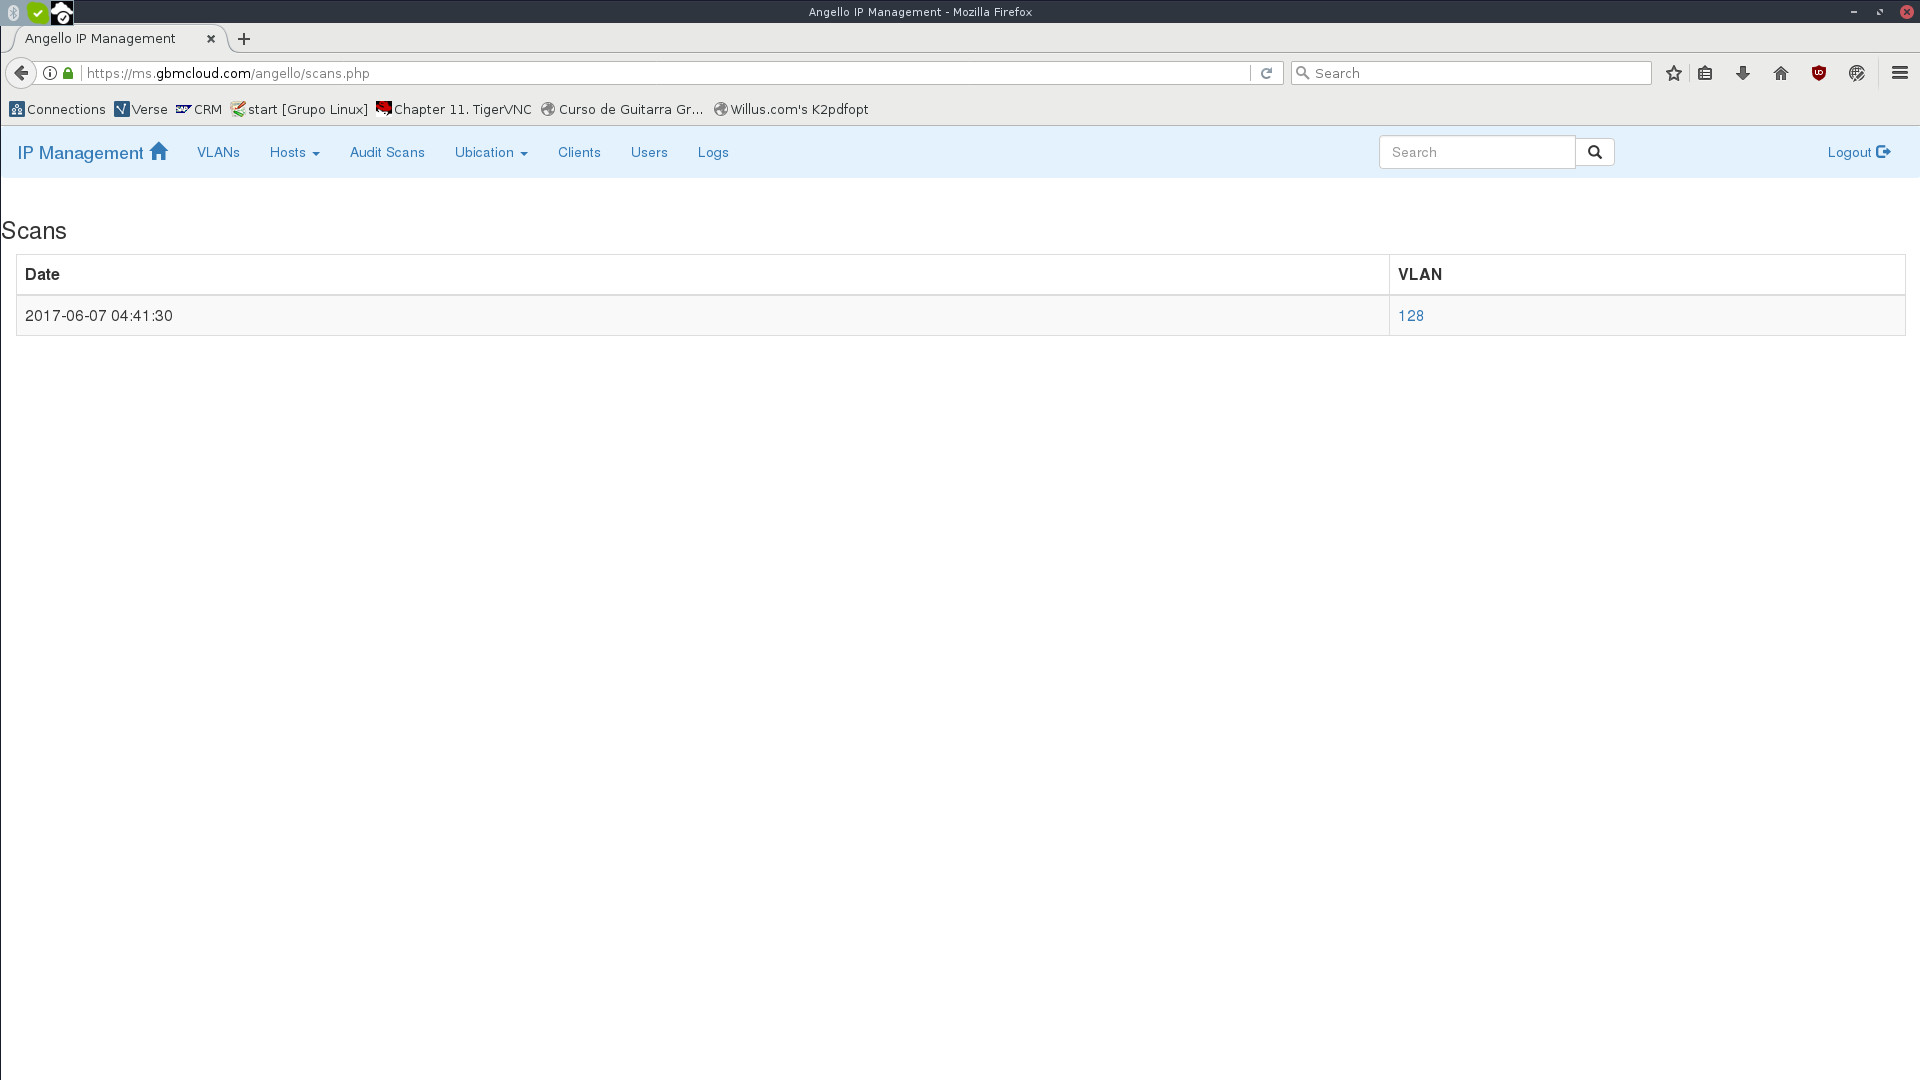 Angello IP Management - Mozilla Firefox
Angello IP Management
https://ms.gbmcloud.com/angello/scans.php
Search
Connections Verse CRM start [Grupo Linux] Chapter 11. TigerVNC Curso de Guitarra Gr... Willus.com's K2pdfopt
IP Management VLANs Hosts Audit Scans Ubication Clients Users Logs Search Logout
Scans
Date VLAN
2017-06-07 04:41:30 128